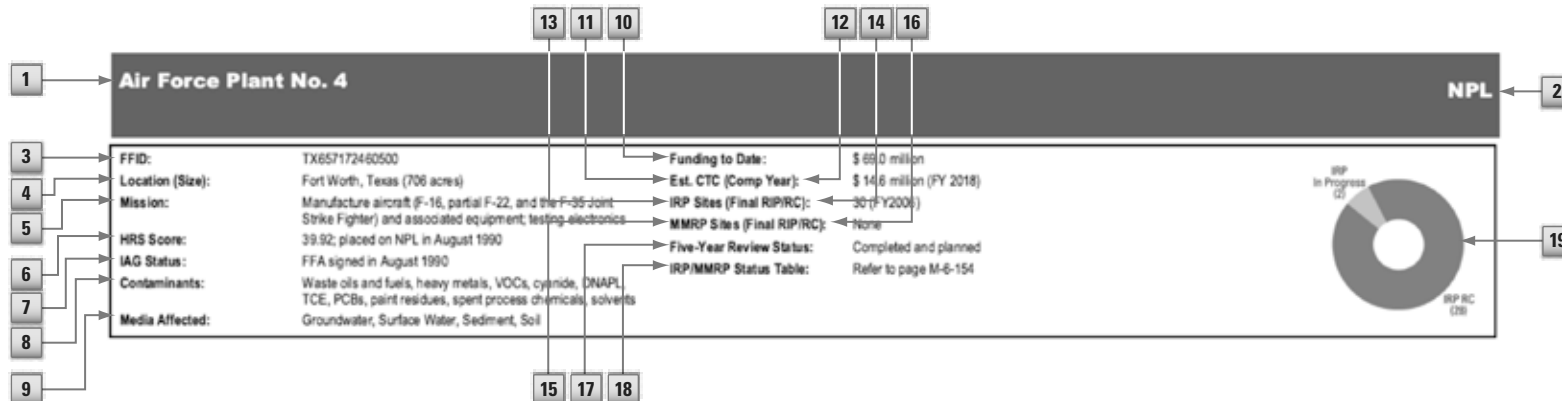 13 11 10 12 14 16
1 Air Force Plant No. 4 NPL 2
3 FFID: TX657172460500 Funding to Date: $ 69.0 million
4 Location (Size): Fort Worth, Texas (706 acres) Est. CTC (Comp Year): $ 14.6 million (FY 2018)
5 Mission: Manufacture aircraft (F-16, partial F-22, and the F-35 Joint IRP Sites (Final RIP/RC): 30 (FY2006)
Strike Fighter) and associated equipment; testing electronics MMRP Sites (Final RIP/RC): None
6 HRS Score: 39.92; placed on NPL in August 1990 Five-Year Review Status: Completed and planned
7 IAG Status: FFA signed in August 1990 IRP/MMRP Status Table: Refer to page M-6-154
8 Contaminants: Waste oils and fuels, heavy metals, VOCs, cyanide, DNAPL,
TCE, PCBs, paint residues, spent process chemicals, solvents
9 Media Affected: Groundwater, Surface Water, Sediment, Soil
IRP
In Progress
(2)
19
IRP RC
(28)
15 17 18